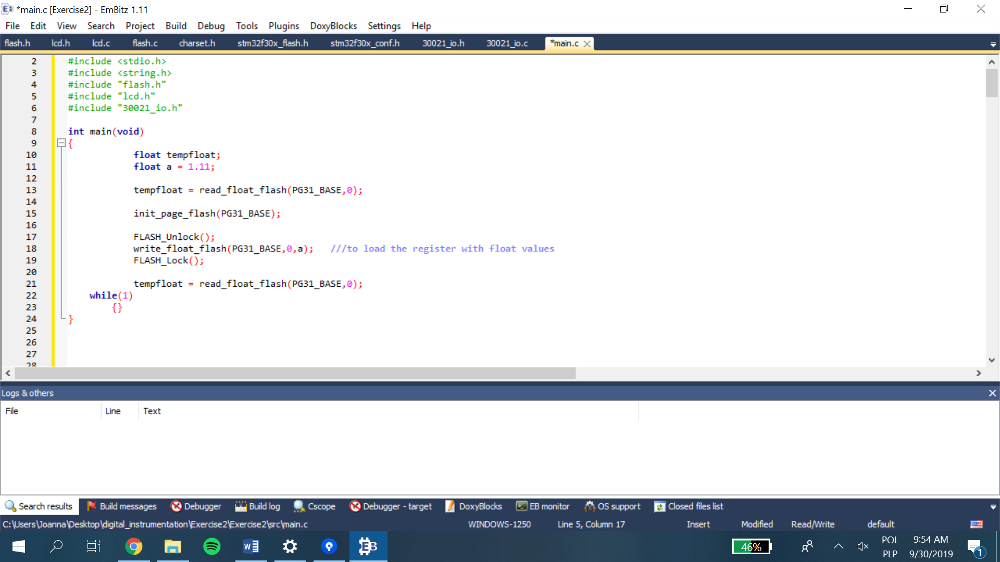 *main.c [Exercise2] - EmBitz 1.11
File Edit View Search Project Build Debug Tools Plugins DoxyBlocks Settings Help
flash.h lcd.h lcd.c flash.c charset.h stm32f30x_flash.h stm32f30x_conf.h 30021_io.h 30021_io.c *main.c
2 #include <stdio.h>
3 #include <string.h>
4 #include "flash.h"
5 #include "lcd.h"
6 #include "30021_io.h"
7
8 int main(void)
9 {
10 float tempfloat;
11 float a = 1.11;
12
13 tempfloat = read_float_flash(PG31_BASE,0);
14
15 init_page_flash(PG31_BASE);
16
17 FLASH_Unlock();
18 write_float_flash(PG31_BASE,0,a); ///to load the register with float values
19 FLASH_Lock();
20
21 tempfloat = read_float_flash(PG31_BASE,0);
22 while(1)
23 {}
24 }
25
26
27
28
Logs & others
File Line Text
Search results Build messages Debugger Build log Cscope Debugger - target DoxyBlocks EB monitor OS support Closed files list
C:\Users\Joanna\Desktop\digital_instrumentation\Exercise2\Exercise2\src\main.c WINDOWS-1250 Line 5, Column 17 Insert Modified Read/Write default
46% POL 9:54 AM
PLP 9/30/2019 1